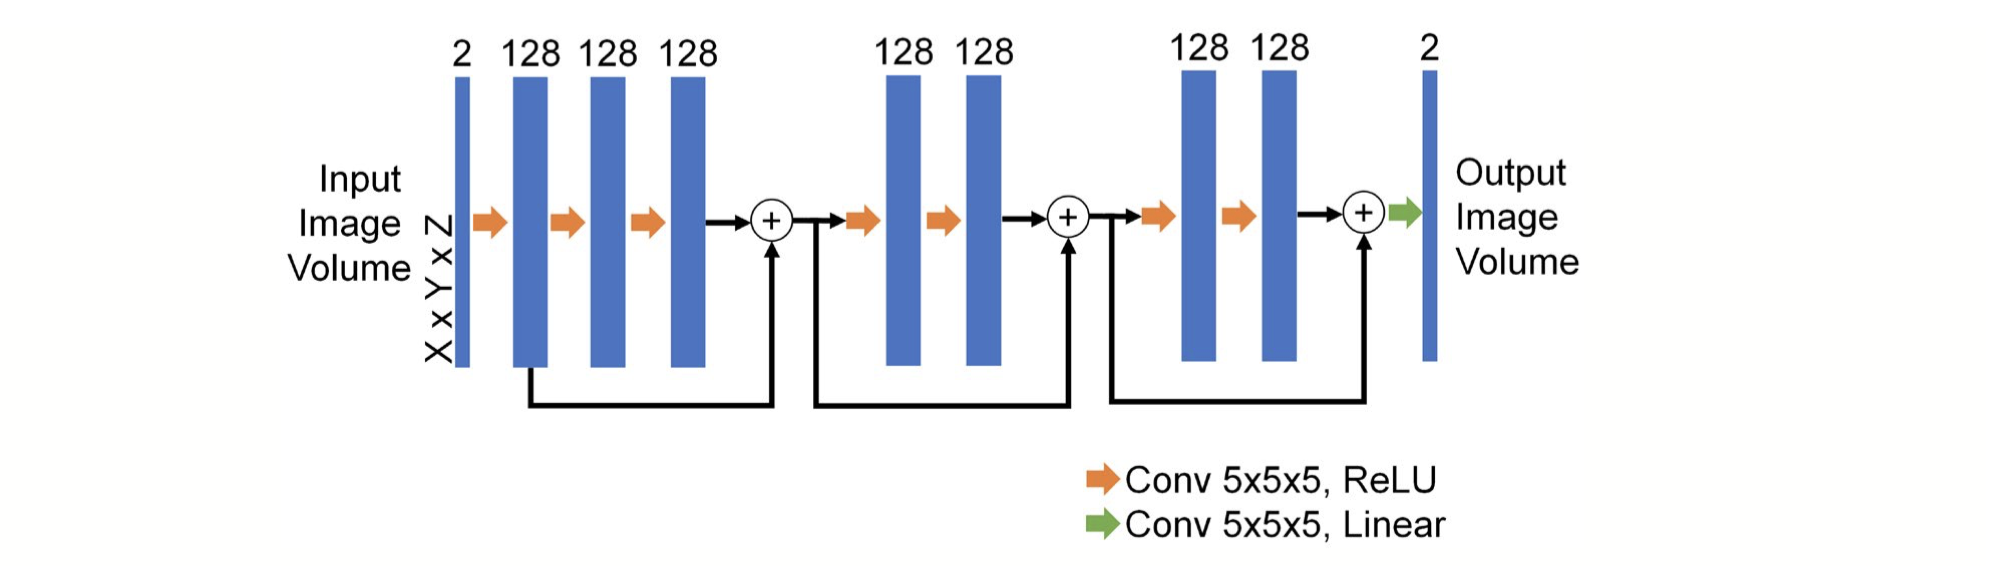 2 128 128 128 128 128 128 128 2
Input
Image
Volume
X x Y x Z
+ + +
Output
Image
Volume
Conv 5x5x5, ReLU
Conv 5x5x5, Linear